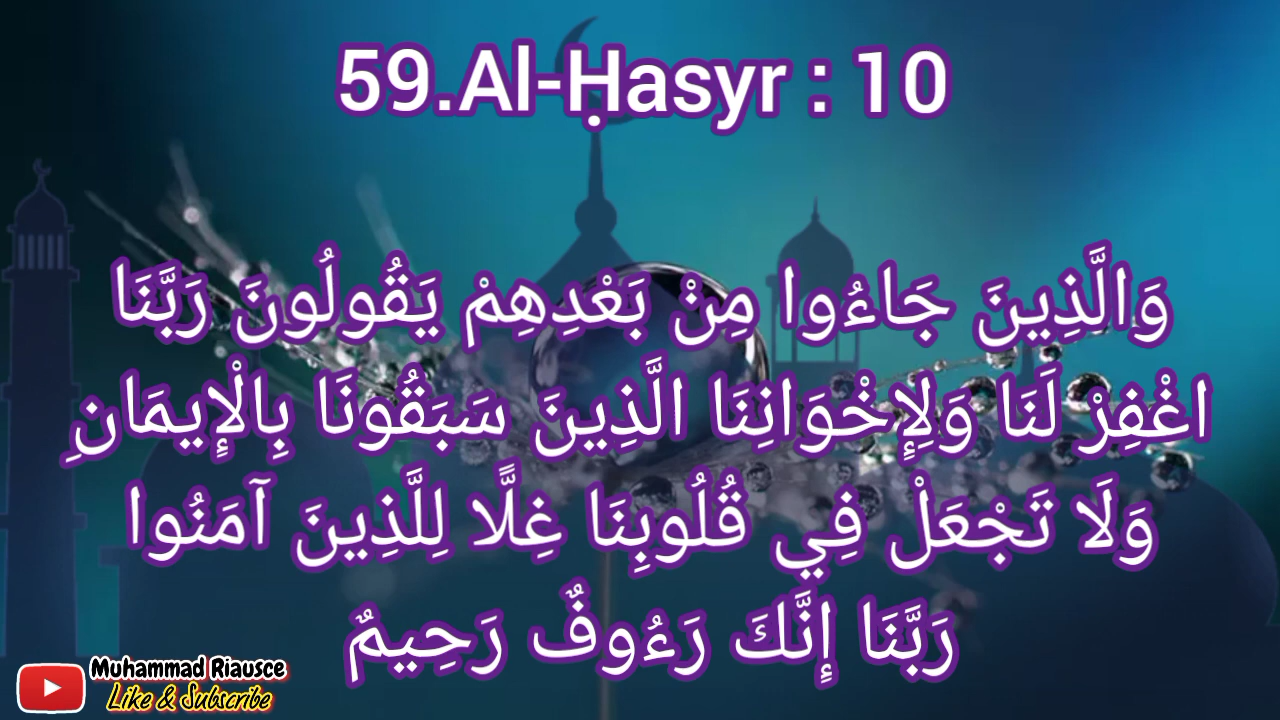 59.Al-Ḥasyr : 10
وَالَّذِينَ جَاءُوا مِنْ بَعْدِهِمْ يَقُولُونَ رَبَّنَا
اغْفِرْ لَنَا وَلِإِخْوَانِنَا الَّذِينَ سَبَقُونَا بِالْإِيمَانِ
وَلَا تَجْعَلْ فِي قُلُوبِنَا غِلًّا لِلَّذِينَ آمَنُوا
رَبَّنَا إِنَّكَ رَءُوفٌ رَحِيمٌ
Muhammad Riausce
Like & Subscribe